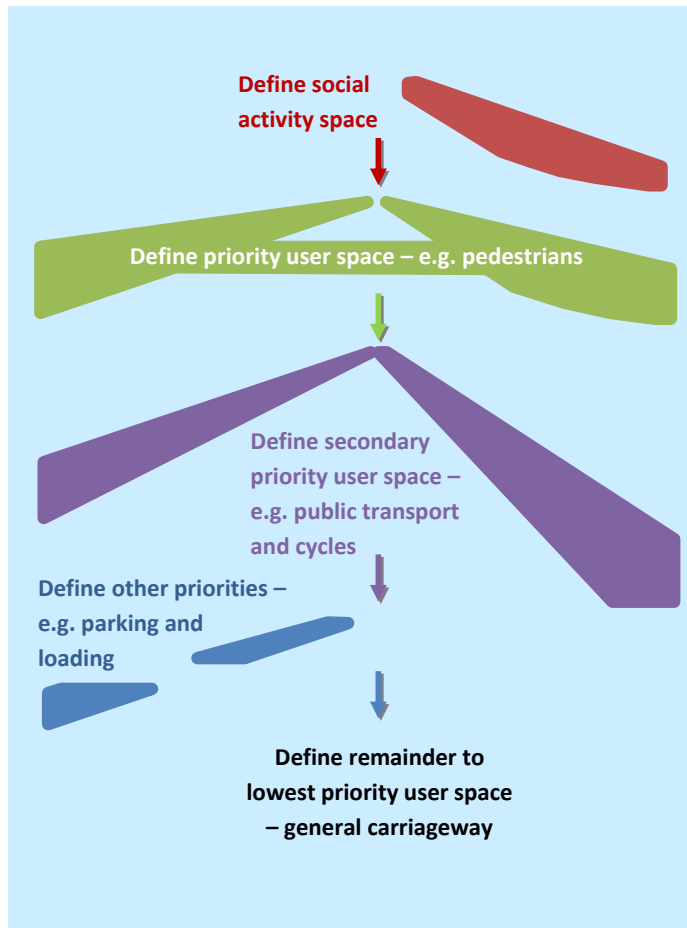 Define social
activity space
Define priority user space – e.g. pedestrians
Define secondary
priority user space –
e.g. public transport
and cycles
Define other priorities –
e.g. parking and
loading
Define remainder to
lowest priority user space
– general carriageway